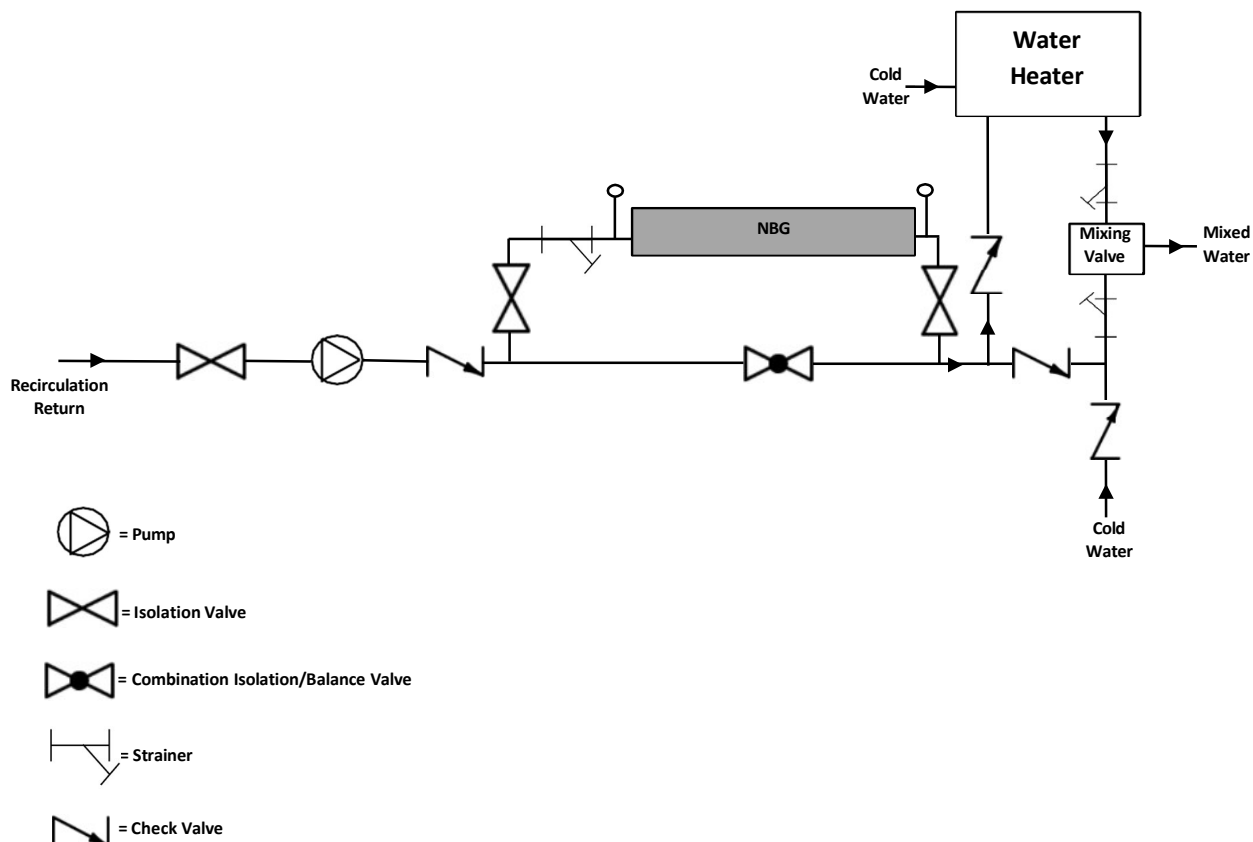 Water
Heater
Cold
Water
NBG
Mixing
Valve
Mixed
Water
Recirculation
Return
Cold
Water
= Pump
= Isolation Valve
= Combination Isolation/Balance Valve
= Strainer
= Check Valve